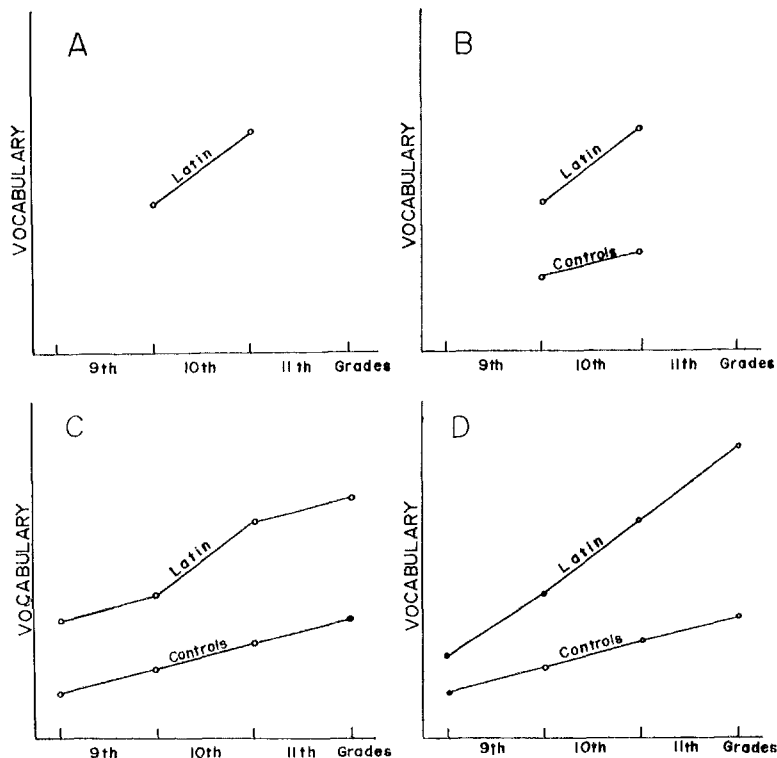 A
VOCABULARY
Latin
9th 10th 11th Grades
B
VOCABULARY
Latin
Controls
9th 10th 11th Grades
C
VOCABULARY
Latin
Controls
9th 10th 11th Grades
D
VOCABULARY
Latin
Controls
9th 10th 11th Grades